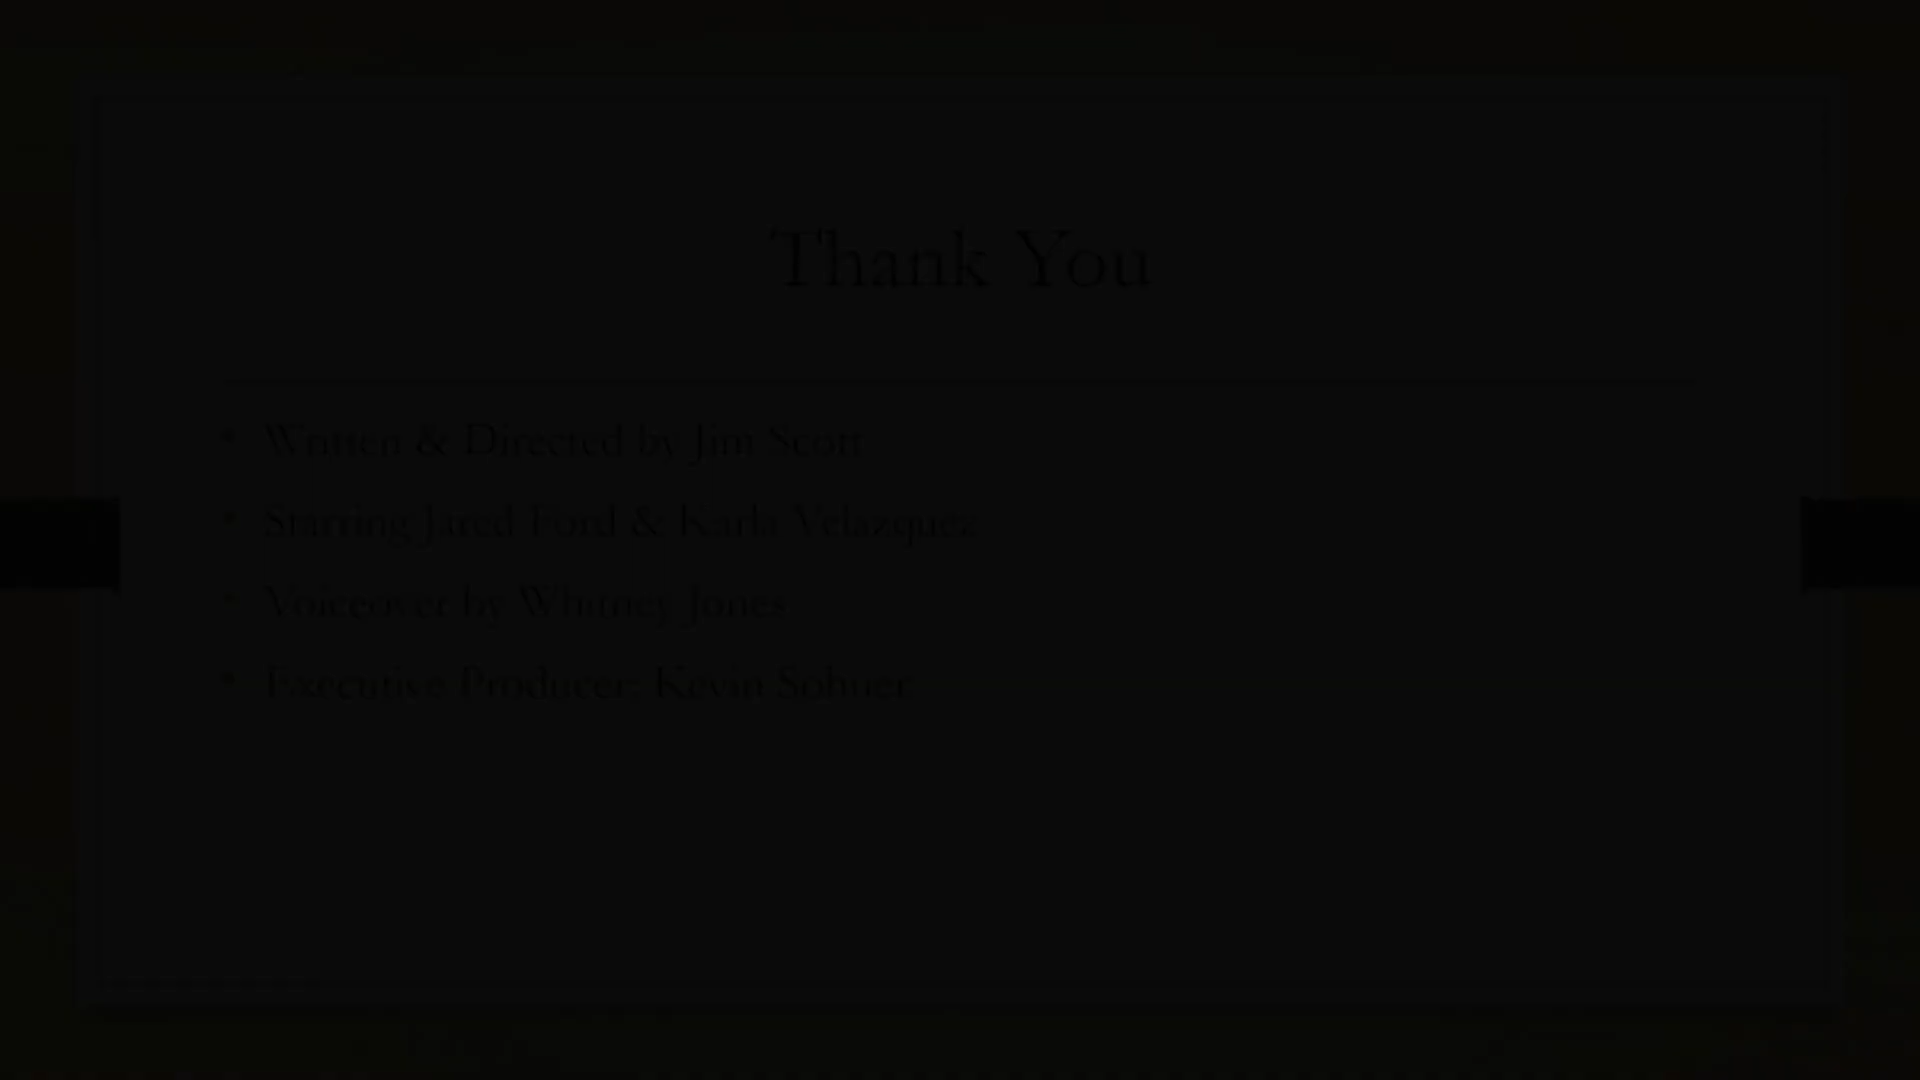 Thank You
Written & Directed by Jim Scott
Starring Jared Ford & Karla Velazquez
Voiceover by Whitney Jones
Executive Producer: Kevin